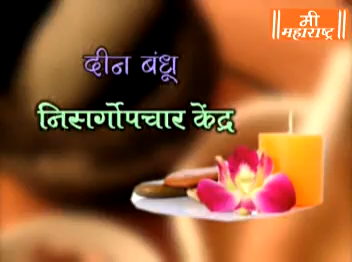 ॥ मी ॥
महाराष्ट्र
दीन बंधू
निसर्गोपचार केंद्र